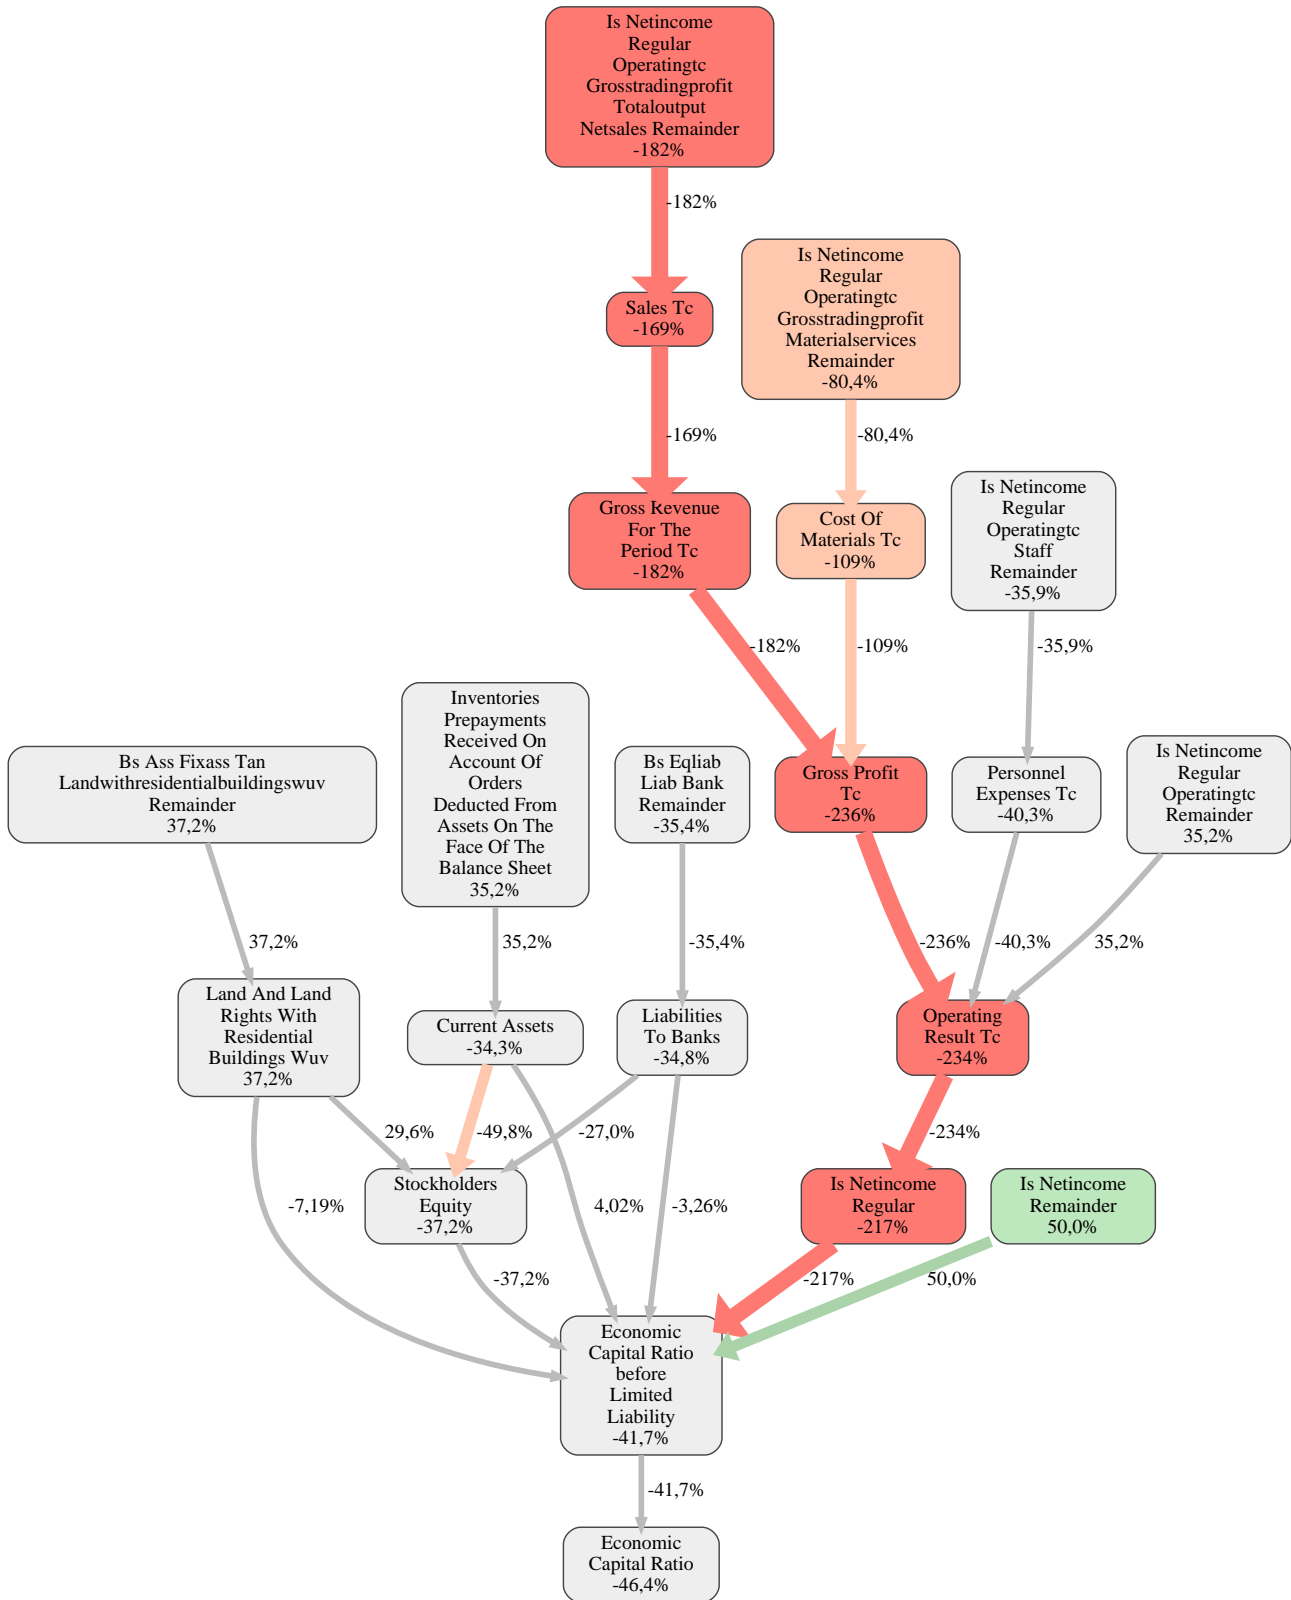 Is Netincome
Regular
Operatingtc
Grosstradingprofit
Totaloutput
Netsales Remainder
-182%
-182%
Is Netincome
Regular
Operatingtc
Grosstradingprofit
Materialservices
Remainder
-80,4%
Sales Tc
-169%
-169%
-80,4%
Is Netincome
Regular
Operatingtc
Staff
Remainder
-35,9%
Gross Revenue
For The
Period Tc
-182%
Cost Of
Materials Tc
-109%
-182%
-109%
-35,9%
Inventories
Prepayments
Received On
Account Of
Orders
Deducted From
Assets On The
Face Of The
Balance Sheet
35,2%
Bs Ass Fixass Tan
Landwithresidentialbuildingswuv
Remainder
37,2%
Bs Eqliab
Liab Bank
Remainder
-35,4%
Gross Profit
Tc
-236%
Personnel
Expenses Tc
-40,3%
Is Netincome
Regular
Operatingtc
Remainder
35,2%
37,2%
35,2%
-35,4%
-236%
-40,3%
35,2%
Land And Land
Rights With
Residential
Buildings Wuv
37,2%
Current Assets
-34,3%
Liabilities
To Banks
-34,8%
Operating
Result Tc
-234%
29,6%
-49,8%
-27,0%
-234%
-7,19%
Stockholders
Equity
-37,2%
4,02%
-3,26%
Is Netincome
Regular
-217%
Is Netincome
Remainder
50,0%
-37,2%
-217%
50,0%
Economic
Capital Ratio
before
Limited
Liability
-41,7%
-41,7%
Economic
Capital Ratio
-46,4%